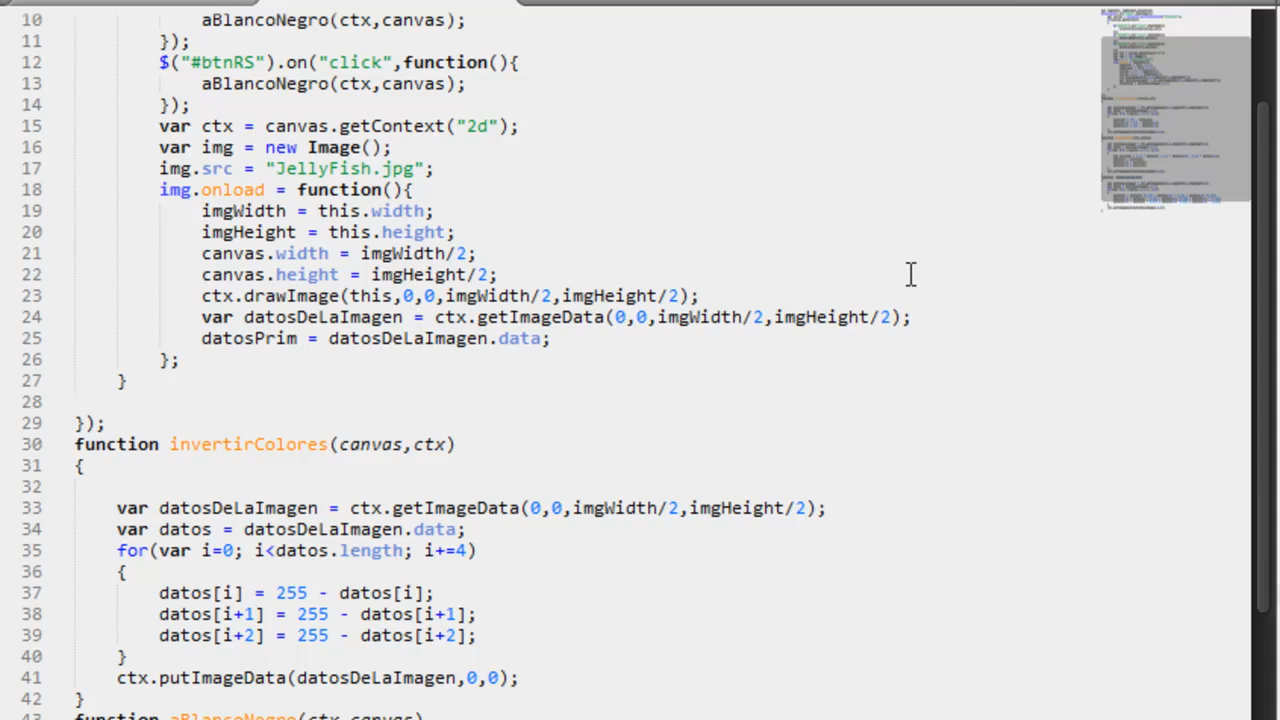 10 aBlancoNegro(ctx,canvas);
11 });
12 $("#btnRS").on("click",function(){
13 aBlancoNegro(ctx,canvas);
14 });
15 var ctx = canvas.getContext("2d");
16 var img = new Image();
17 img.src = "JellyFish.jpg";
18 img.onload = function(){
19 imgWidth = this.width;
20 imgHeight = this.height;
21 canvas.width = imgWidth/2;
22 canvas.height = imgHeight/2;
23 ctx.drawImage(this,0,0,imgWidth/2,imgHeight/2);
24 var datosDeLaImagen = ctx.getImageData(0,0,imgWidth/2,imgHeight/2);
25 datosPrim = datosDeLaImagen.data;
26 };
27 }
28
29 });
30 function invertirColores(canvas,ctx)
31 {
32
33 var datosDeLaImagen = ctx.getImageData(0,0,imgWidth/2,imgHeight/2);
34 var datos = datosDeLaImagen.data;
35 for(var i=0; i<datos.length; i+=4)
36 {
37 datos[i] = 255 - datos[i];
38 datos[i+1] = 255 - datos[i+1];
39 datos[i+2] = 255 - datos[i+2];
40 }
41 ctx.putImageData(datosDeLaImagen,0,0);
42 }
43 function aBlancoNegro(ctx,canvas)